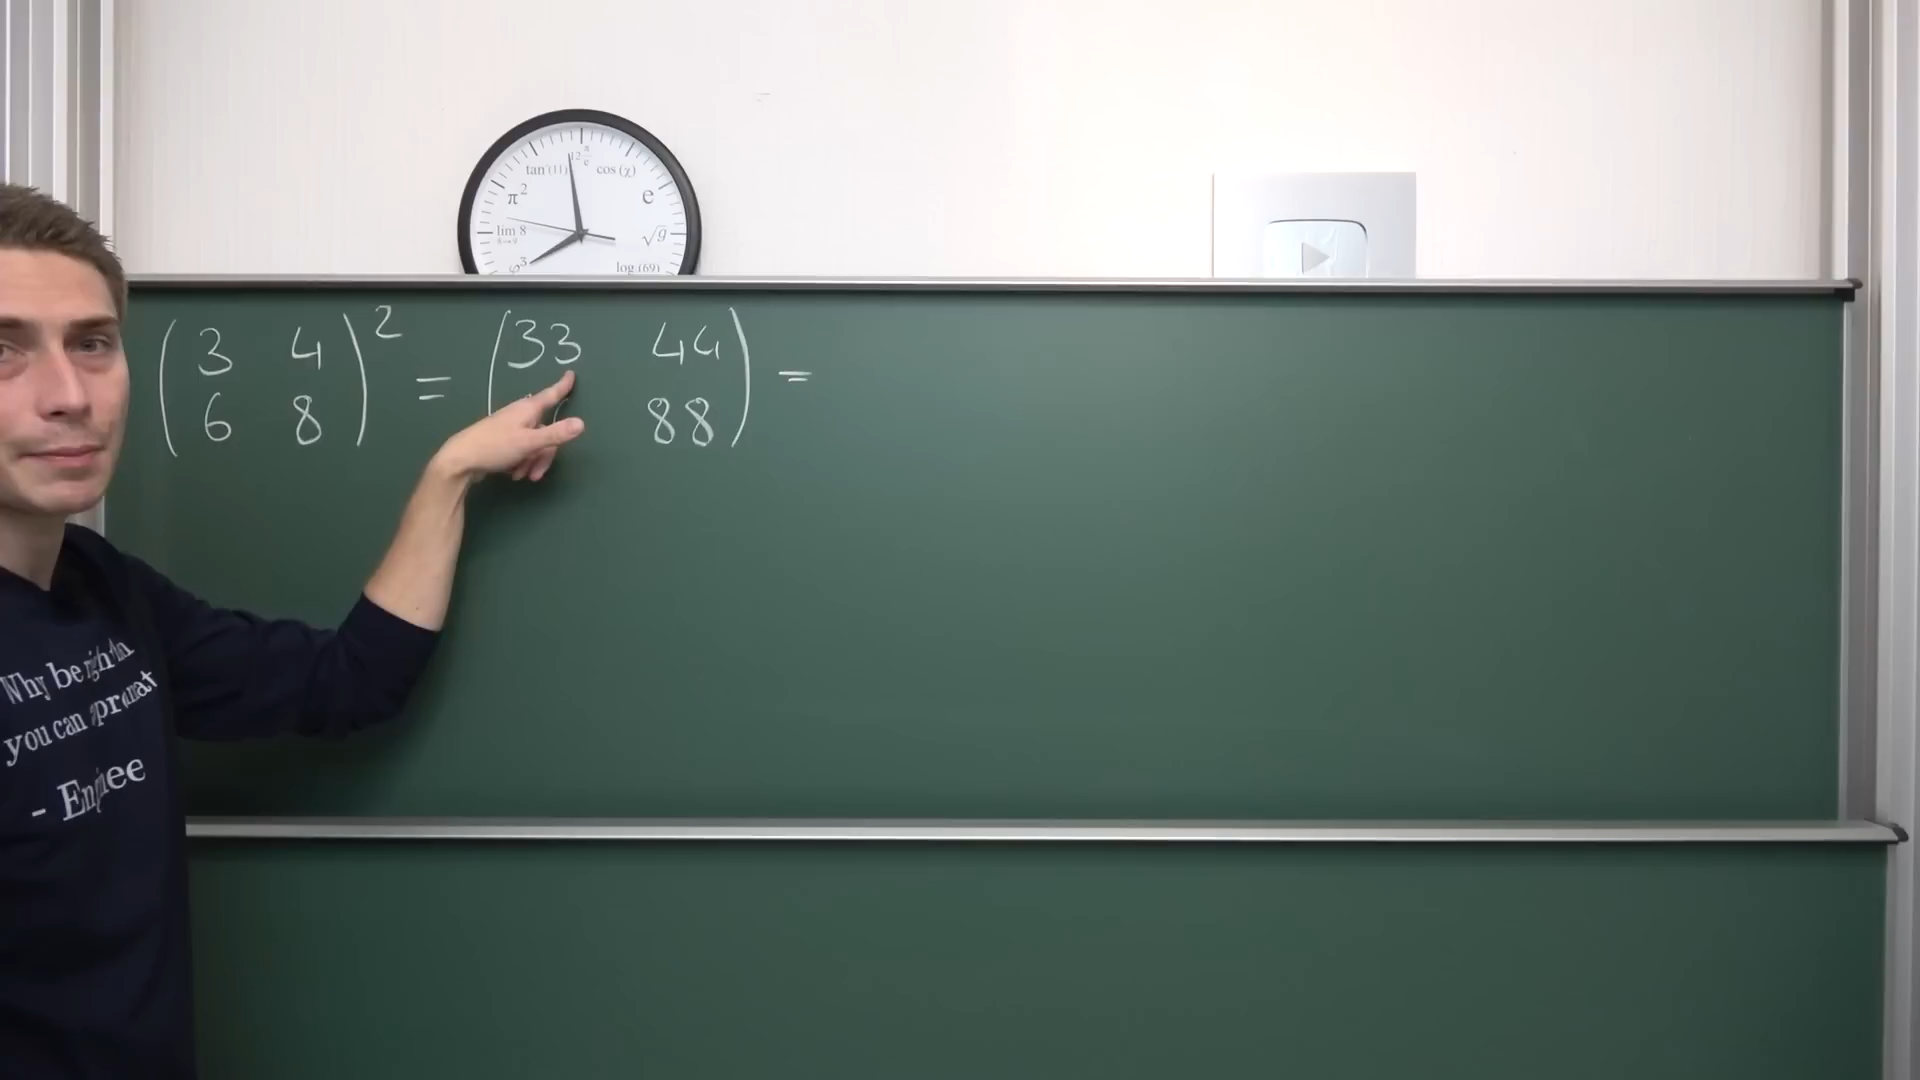 tan (11) 12 π/e cos (χ)
π² e
lim 8 √g
φ³ log (69)
(3 4)² = (33 44) =
(6 8) ( 88)
Why be
you can
- En